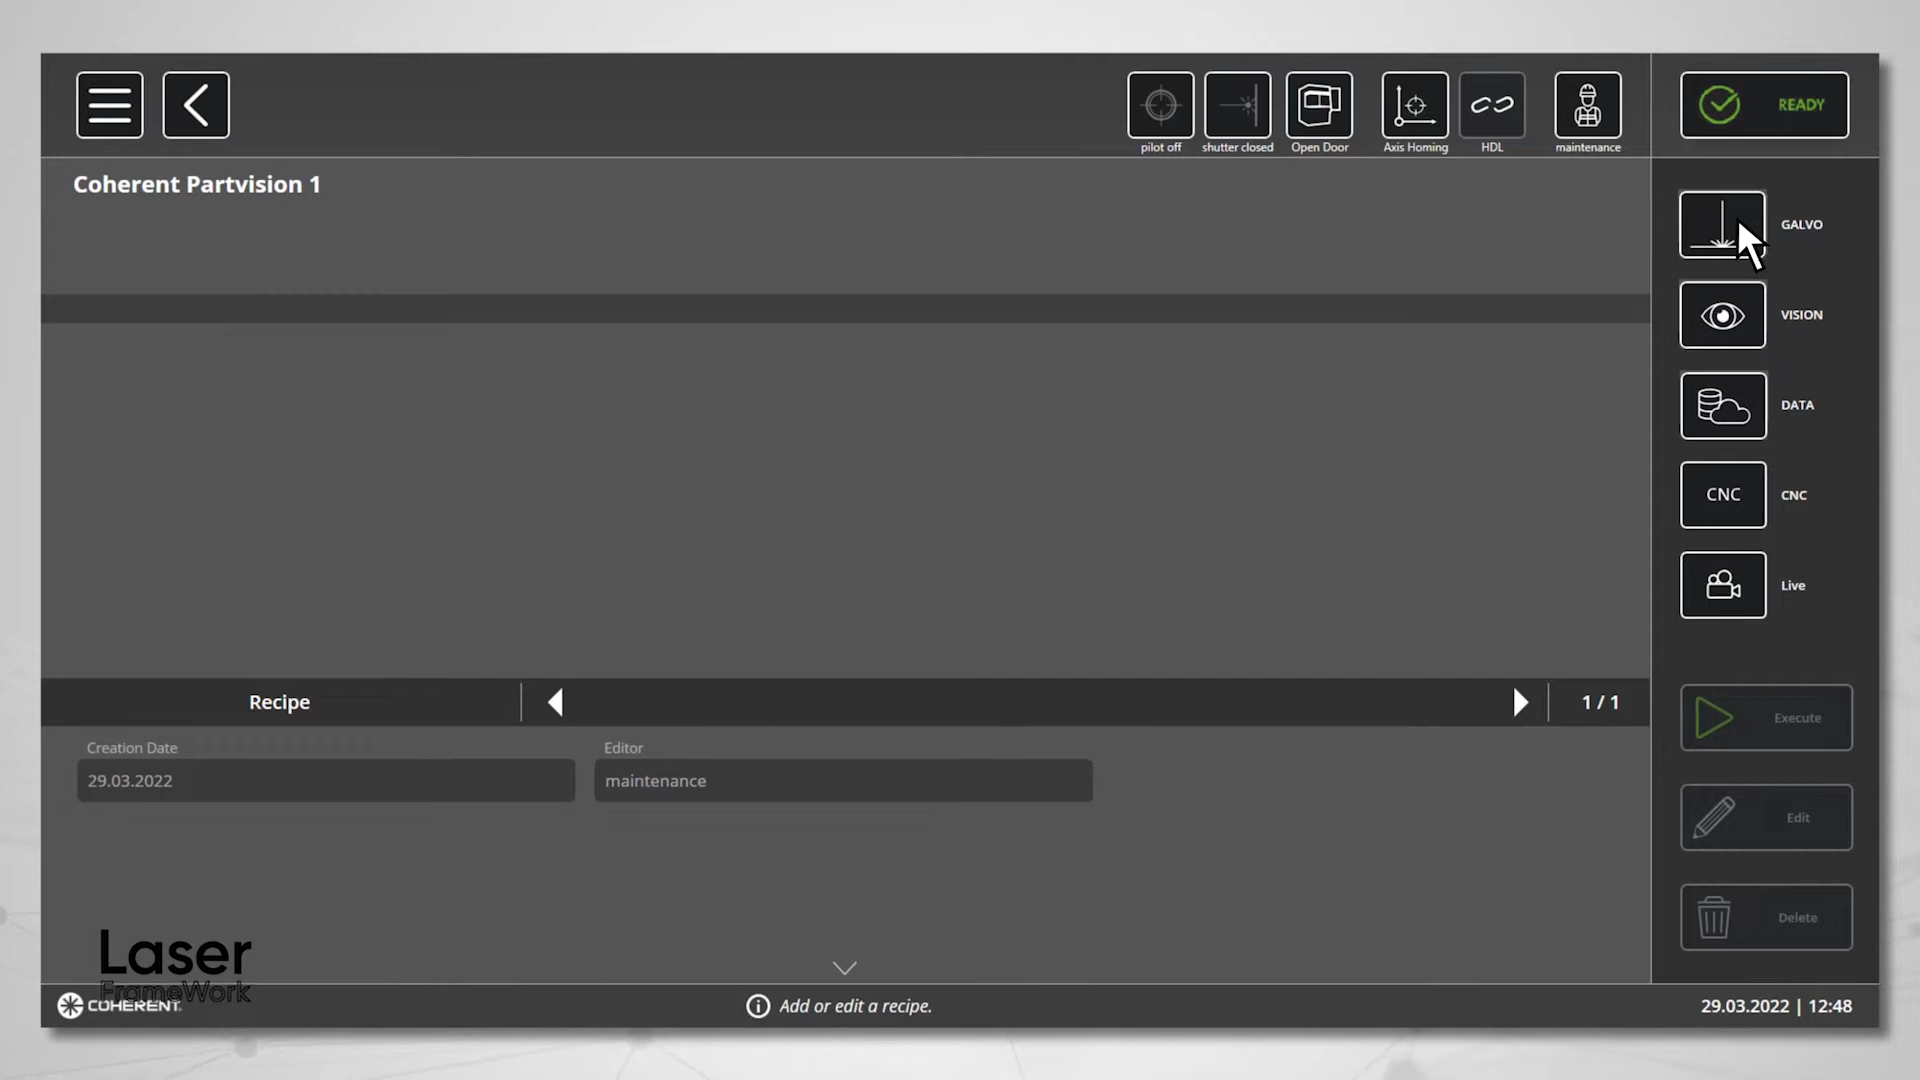 pilot off
shutter closed
Open Door
Axis Homing
HDL
maintenance
READY
Coherent Partvision 1
GALVO
VISION
DATA
CNC
CNC
Live
Recipe
1 / 1
Creation Date
Editor
29.03.2022
maintenance
Execute
Edit
Delete
Laser
FrameWork
COHERENT
Add or edit a recipe.
29.03.2022 | 12:48